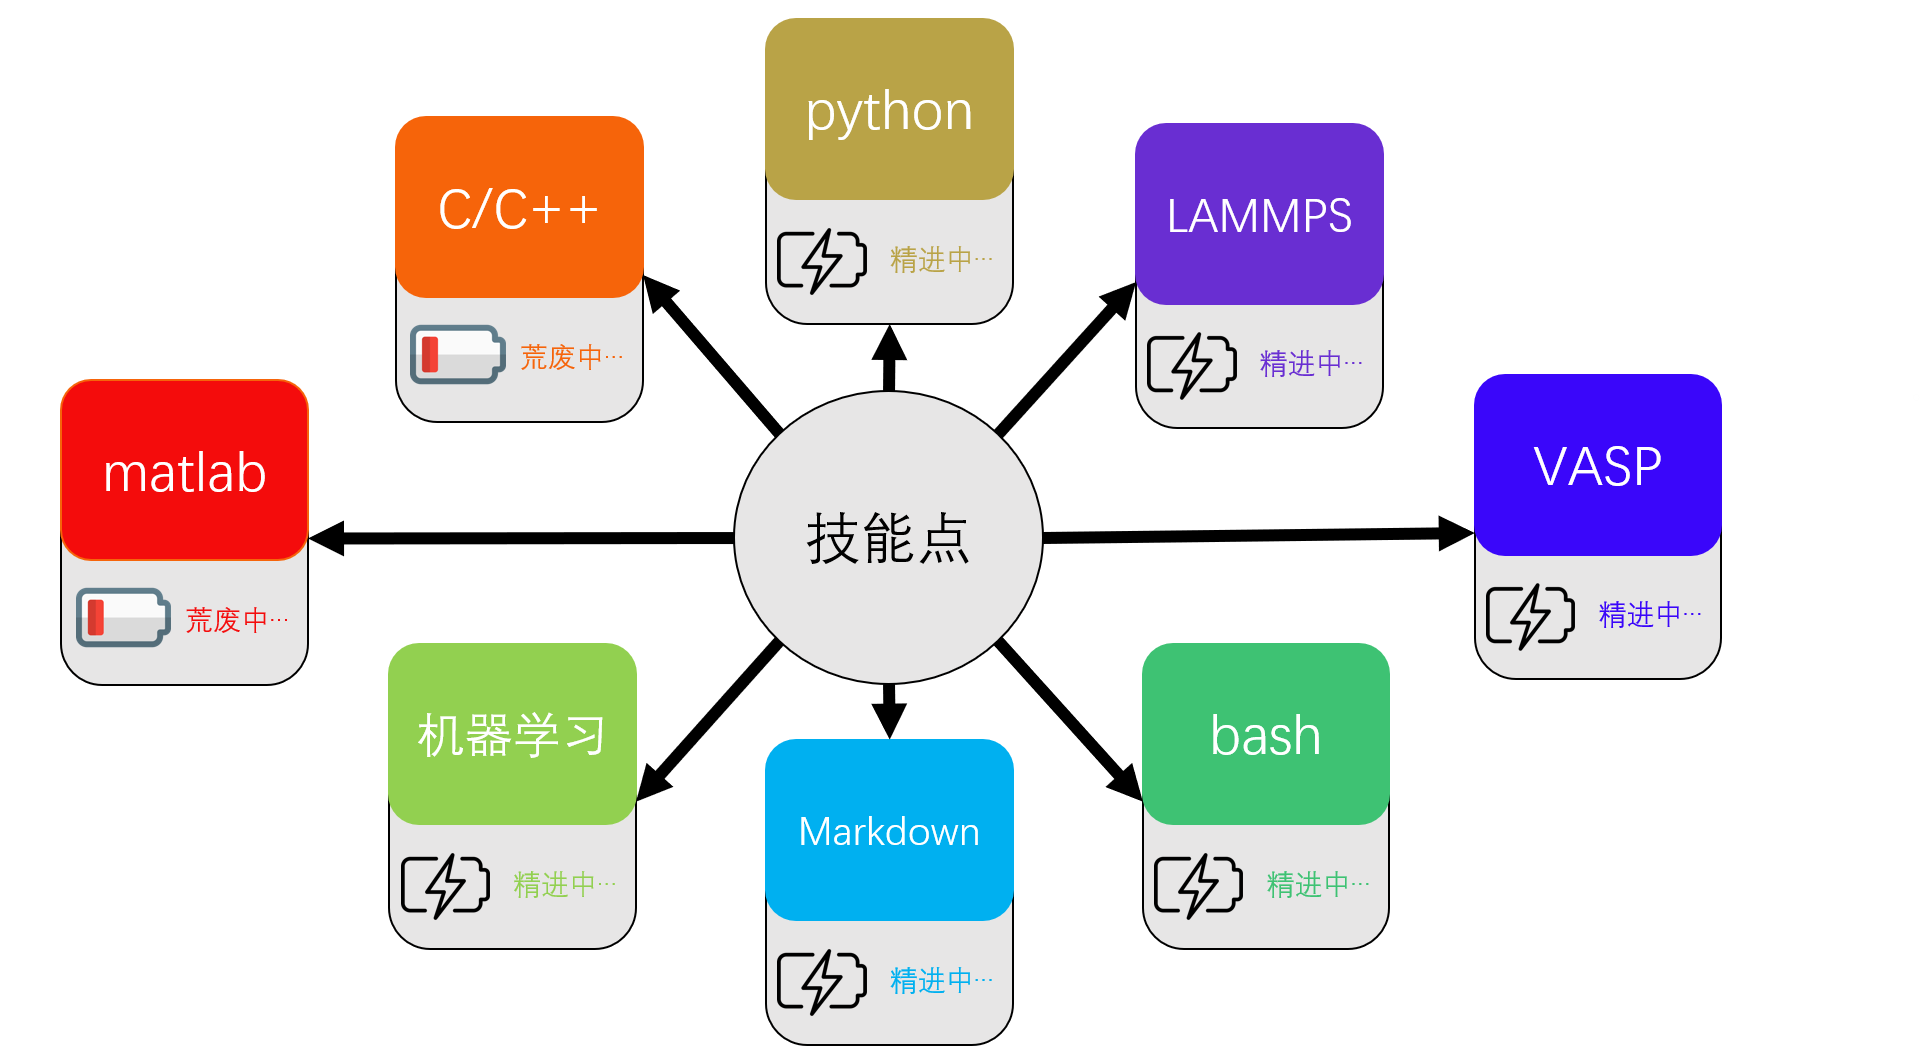 python
精进中…
C/C++
荒废中…
LAMMPS
精进中…
matlab
荒废中…
技能点
VASP
精进中…
机器学习
精进中…
Markdown
精进中…
bash
精进中…